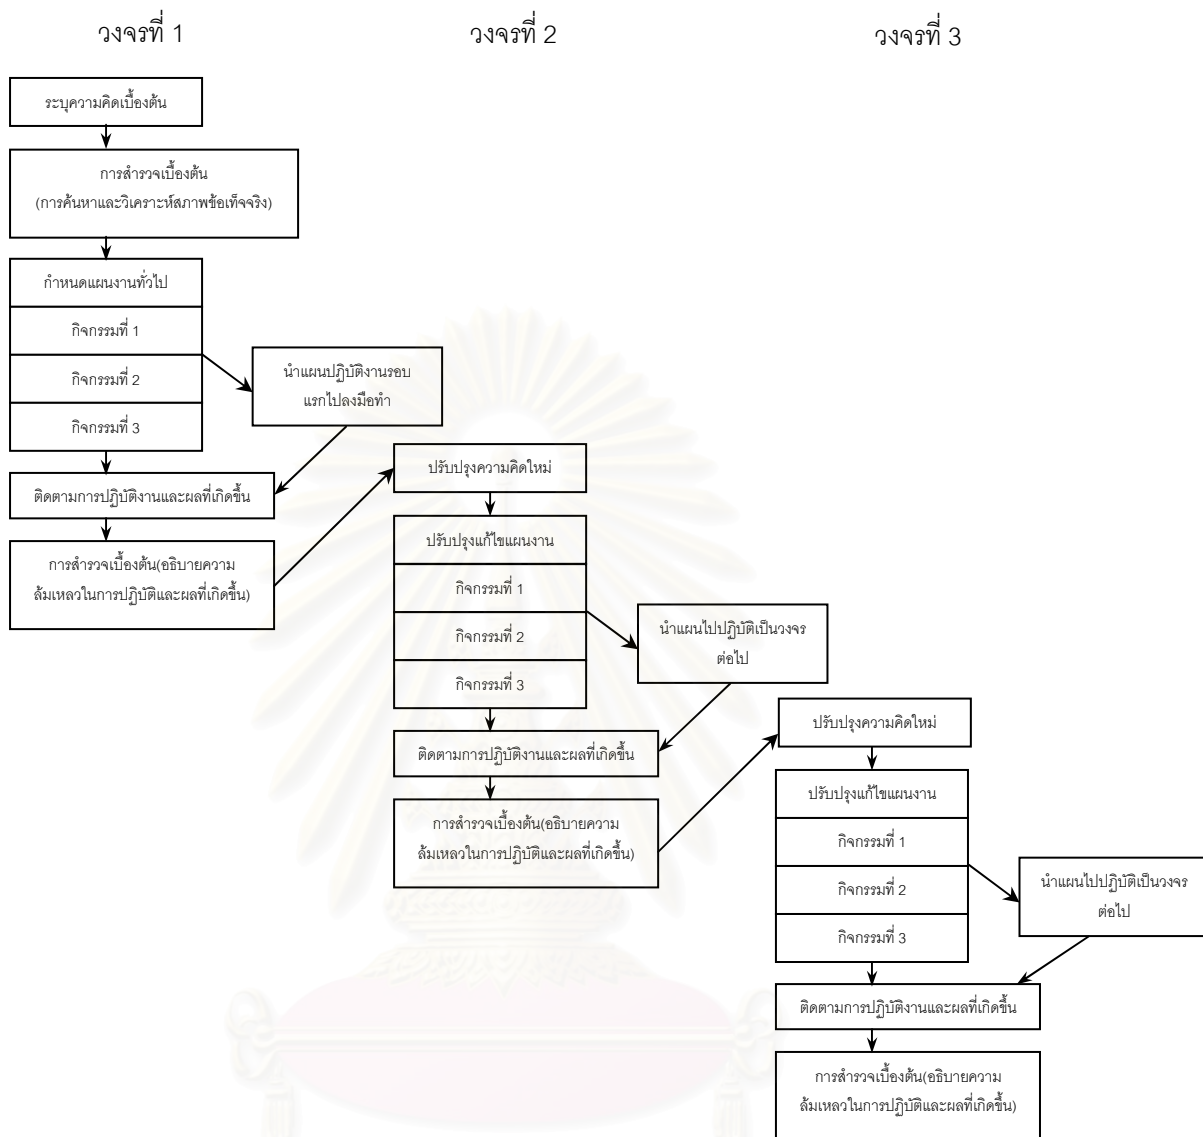 วงจรที่ 1
ระบุความคิดเบื้องต้น
การสำรวจเบื้องต้น
(การค้นหาและวิเคราะห์สภาพข้อเท็จจริง)
กำหนดแผนงานทั่วไป
กิจกรรมที่ 1
กิจกรรมที่ 2
กิจกรรมที่ 3
นำแผนปฏิบัติงานรอบ
แรกไปลงมือทำ
ติดตามการปฏิบัติงานและผลที่เกิดขึ้น
การสำรวจเบื้องต้น(อธิบายความ
ล้มเหลวในการปฏิบัติและผลที่เกิดขึ้น)
วงจรที่ 2
ปรับปรุงความคิดใหม่
ปรับปรุงแก้ไขแผนงาน
กิจกรรมที่ 1
กิจกรรมที่ 2
กิจกรรมที่ 3
นำแผนไปปฏิบัติเป็นวงจร
ต่อไป
ติดตามการปฏิบัติงานและผลที่เกิดขึ้น
การสำรวจเบื้องต้น(อธิบายความ
ล้มเหลวในการปฏิบัติและผลที่เกิดขึ้น)
วงจรที่ 3
ปรับปรุงความคิดใหม่
ปรับปรุงแก้ไขแผนงาน
กิจกรรมที่ 1
กิจกรรมที่ 2
กิจกรรมที่ 3
นำแผนไปปฏิบัติเป็นวงจร
ต่อไป
ติดตามการปฏิบัติงานและผลที่เกิดขึ้น
การสำรวจเบื้องต้น(อธิบายความ
ล้มเหลวในการปฏิบัติและผลที่เกิดขึ้น)